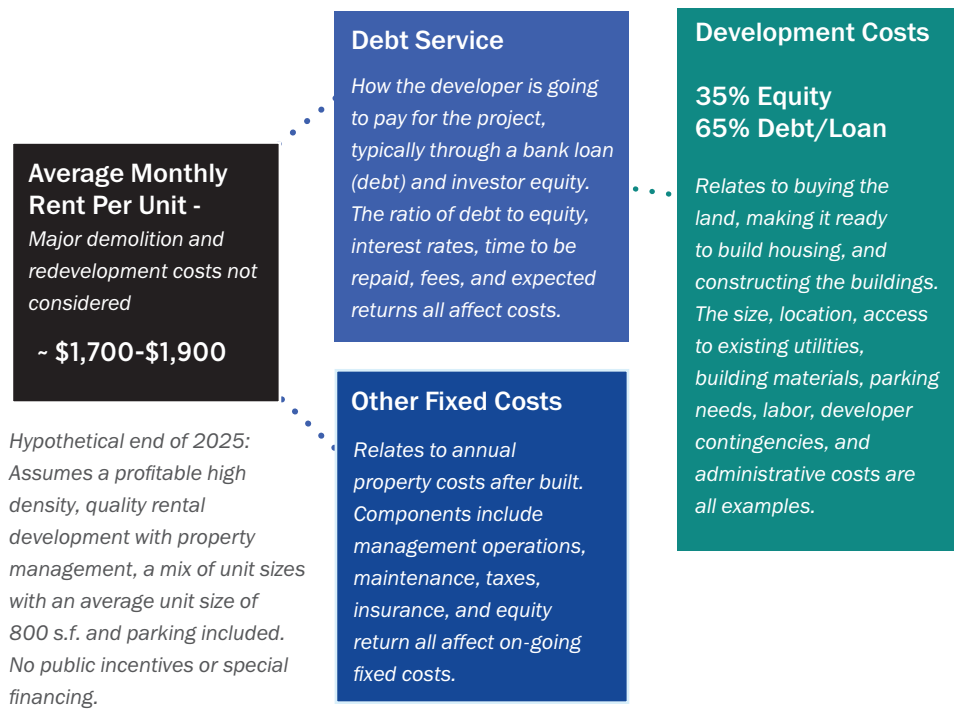 Average Monthly
Rent Per Unit -
Major demolition and
redevelopment costs not
considered
~ $1,700-$1,900
Hypothetical end of 2025:
Assumes a profitable high
density, quality rental
development with property
management, a mix of unit sizes
with an average unit size of
800 s.f. and parking included.
No public incentives or special
financing.
Debt Service
How the developer is going
to pay for the project,
typically through a bank loan
(debt) and investor equity.
The ratio of debt to equity,
interest rates, time to be
repaid, fees, and expected
returns all affect costs.
Other Fixed Costs
Relates to annual
property costs after built.
Components include
management operations,
maintenance, taxes,
insurance, and equity
return all affect on-going
fixed costs.
Development Costs
35% Equity
65% Debt/Loan
Relates to buying the
land, making it ready
to build housing, and
constructing the buildings.
The size, location, access
to existing utilities,
building materials, parking
needs, labor, developer
contingencies, and
administrative costs are
all examples.